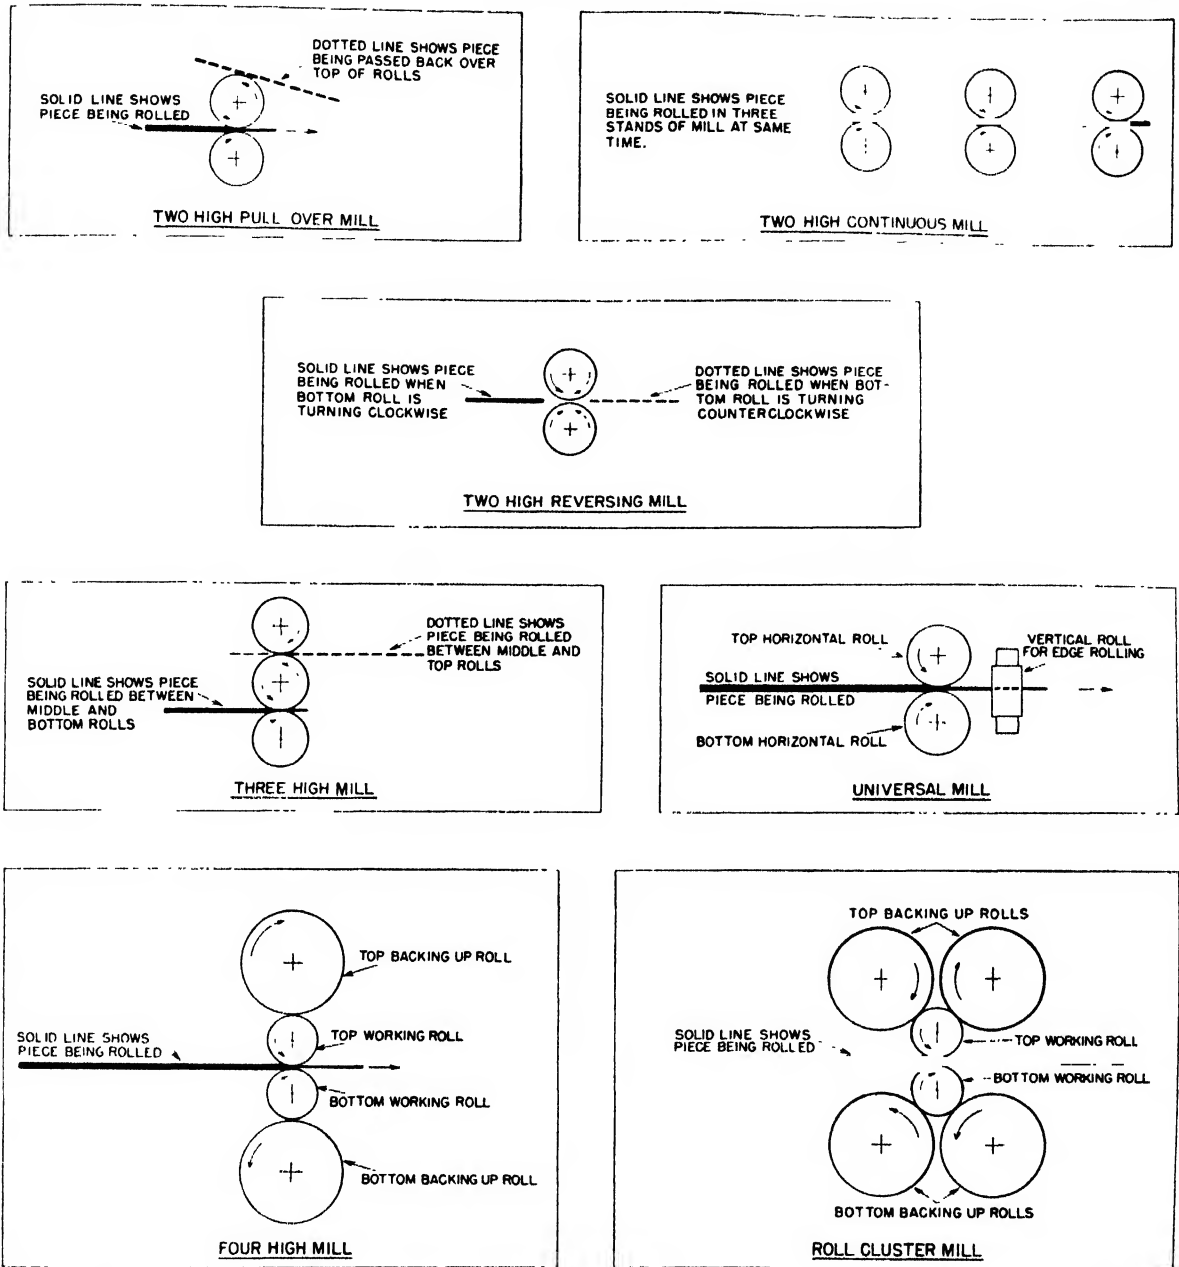 DOTTED LINE SHOWS PIECE
BEING PASSED BACK OVER
TOP OF ROLLS
SOLID LINE SHOWS
PIECE BEING ROLLED
TWO HIGH PULL OVER MILL
SOLID LINE SHOWS PIECE
BEING ROLLED IN THREE
STANDS OF MILL AT SAME
TIME.
TWO HIGH CONTINUOUS MILL
SOLID LINE SHOWS PIECE
BEING ROLLED WHEN
BOTTOM ROLL IS
TURNING CLOCKWISE
DOTTED LINE SHOWS PIECE
BEING ROLLED WHEN BOT-
TOM ROLL IS TURNING
COUNTERCLOCKWISE
TWO HIGH REVERSING MILL
DOTTED LINE SHOWS
PIECE BEING ROLLED
BETWEEN MIDDLE AND
TOP ROLLS
SOLID LINE SHOWS PIECE
BEING ROLLED BETWEEN
MIDDLE AND
BOTTOM ROLLS
THREE HIGH MILL
TOP HORIZONTAL ROLL
VERTICAL ROLL
FOR EDGE ROLLING
SOLID LINE SHOWS
PIECE BEING ROLLED
BOTTOM HORIZONTAL ROLL
UNIVERSAL MILL
TOP BACKING UP ROLL
TOP WORKING ROLL
SOLID LINE SHOWS
PIECE BEING ROLLED
BOTTOM WORKING ROLL
BOTTOM BACKING UP ROLL
FOUR HIGH MILL
TOP BACKING UP ROLLS
SOLID LINE SHOWS
PIECE BEING ROLLED
TOP WORKING ROLL
BOTTOM WORKING ROLL
BOTTOM BACKING UP ROLLS
ROLL CLUSTER MILL